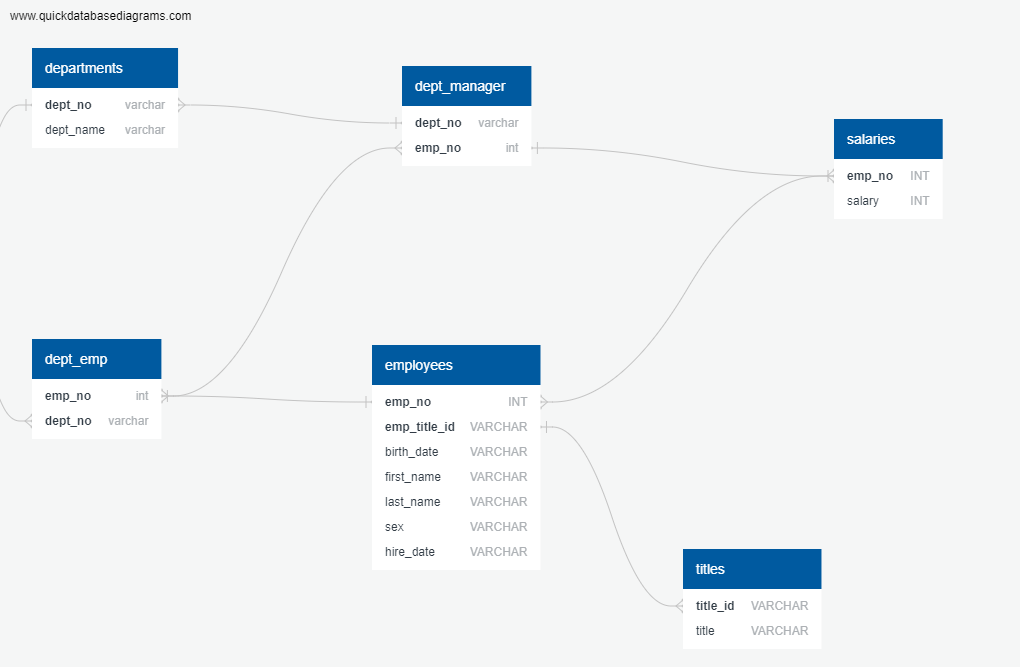 www.quickdatabasediagrams.com
departments
dept_no varchar
dept_name varchar
dept_manager
dept_no varchar
emp_no int
salaries
emp_no INT
salary INT
dept_emp
emp_no int
dept_no varchar
employees
emp_no INT
emp_title_id VARCHAR
birth_date VARCHAR
first_name VARCHAR
last_name VARCHAR
sex VARCHAR
hire_date VARCHAR
titles
title_id VARCHAR
title VARCHAR